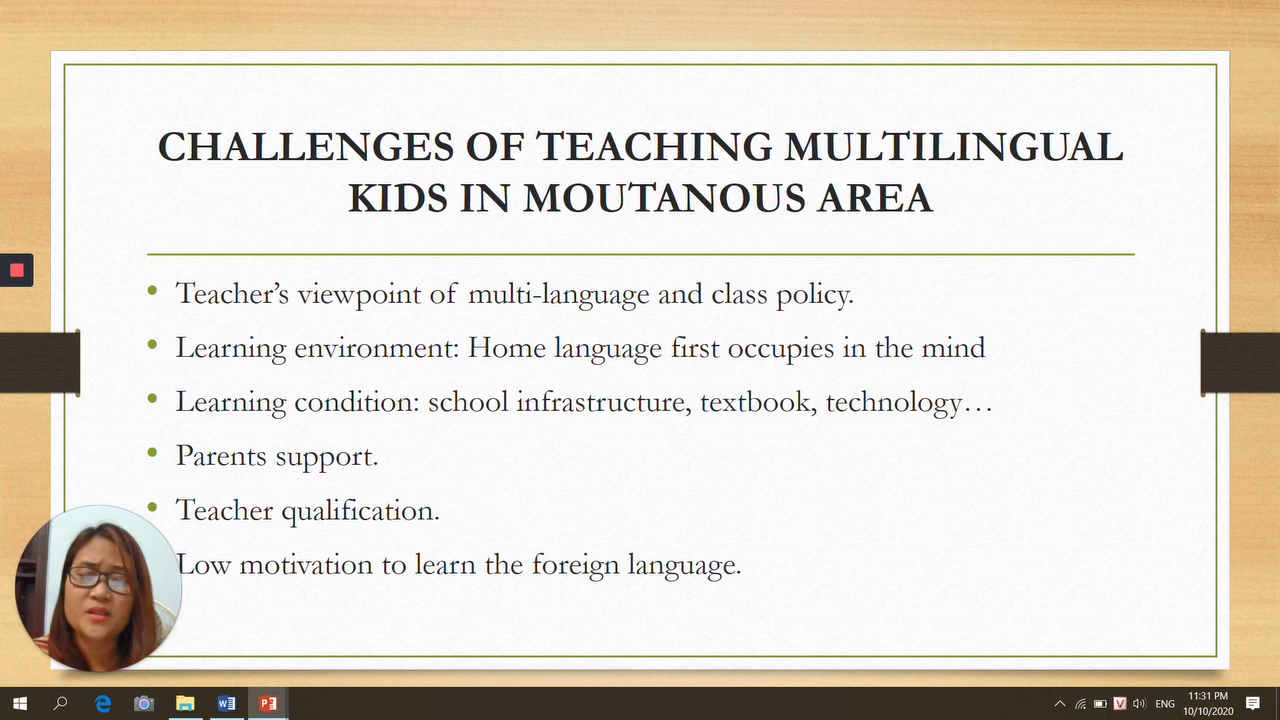 CHALLENGES OF TEACHING MULTILINGUAL
KIDS IN MOUTANOUS AREA
• Teacher’s viewpoint of multi-language and class policy.
• Learning environment: Home language first occupies in the mind
• Learning condition: school infrastructure, textbook, technology…
• Parents support.
• Teacher qualification.
Low motivation to learn the foreign language.
V
ENG
11:31 PM
10/10/2020